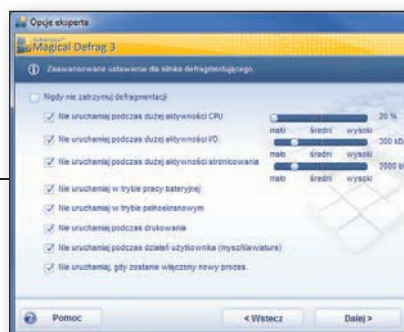 Opcje eksperta
Ashampoo®
Magical Defrag 3
Zaawansowane ustawienia dla silnika defragmentującego.
Nigdy nie zatrzymuj defragmentacji
Nie uruchamiaj podczas dużej aktywności CPU
20 %
mało średni wysoki
Nie uruchamiaj podczas dużej aktywności I/O.
300 kB
mało średni wysoki
Nie uruchamiaj podczas dużej aktywności stronicowania
3000 k
mało średni wysoki
Nie uruchamiaj w trybie pracy bateryjnej
Nie uruchamiaj w trybie pełnoekranowym
Nie uruchamiaj podczas drukowania
Nie uruchamiaj podczas działań użytkownika (mysz/klawiatura)
Nie uruchamiaj, gdy zostanie włączony nowy proces.
Pomoc
< Wstecz
Dalej >